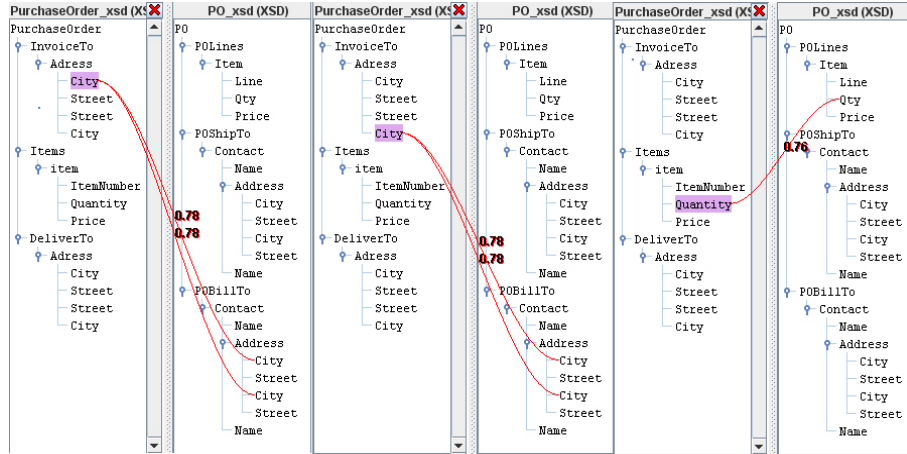 PurchaseOrder_xsd (XS
PurchaseOrder
InvoiceTo
Adress
City
Street
Street
City
Items
item
ItemNumber
Quantity
Price
DeliverTo
Adress
City
Street
Street
City
PO_xsd (XSD)
PO
POLines
Item
Line
Qty
Price
POShipTo
Contact
Name
Address
City
Street
City
Street
Name
POBillTo
Contact
Name
Address
City
Street
City
Street
Name
0.78
0.78
PurchaseOrder_xsd (XS
PurchaseOrder
InvoiceTo
Adress
City
Street
Street
City
Items
item
ItemNumber
Quantity
Price
DeliverTo
Adress
City
Street
Street
City
PO_xsd (XSD)
PO
POLines
Item
Line
Qty
Price
POShipTo
Contact
Name
Address
City
Street
City
Street
Name
POBillTo
Contact
Name
Address
City
Street
City
Street
Name
0.78
0.78
PurchaseOrder_xsd (XS
PurchaseOrder
InvoiceTo
Adress
City
Street
Street
City
Items
item
ItemNumber
Quantity
Price
DeliverTo
Adress
City
Street
Street
City
PO_xsd (XSD)
PO
POLines
Item
Line
Qty
Price
POShipTo
Contact
Name
Address
City
Street
City
Street
Name
POBillTo
Contact
Name
Address
City
Street
City
Street
Name
0.76